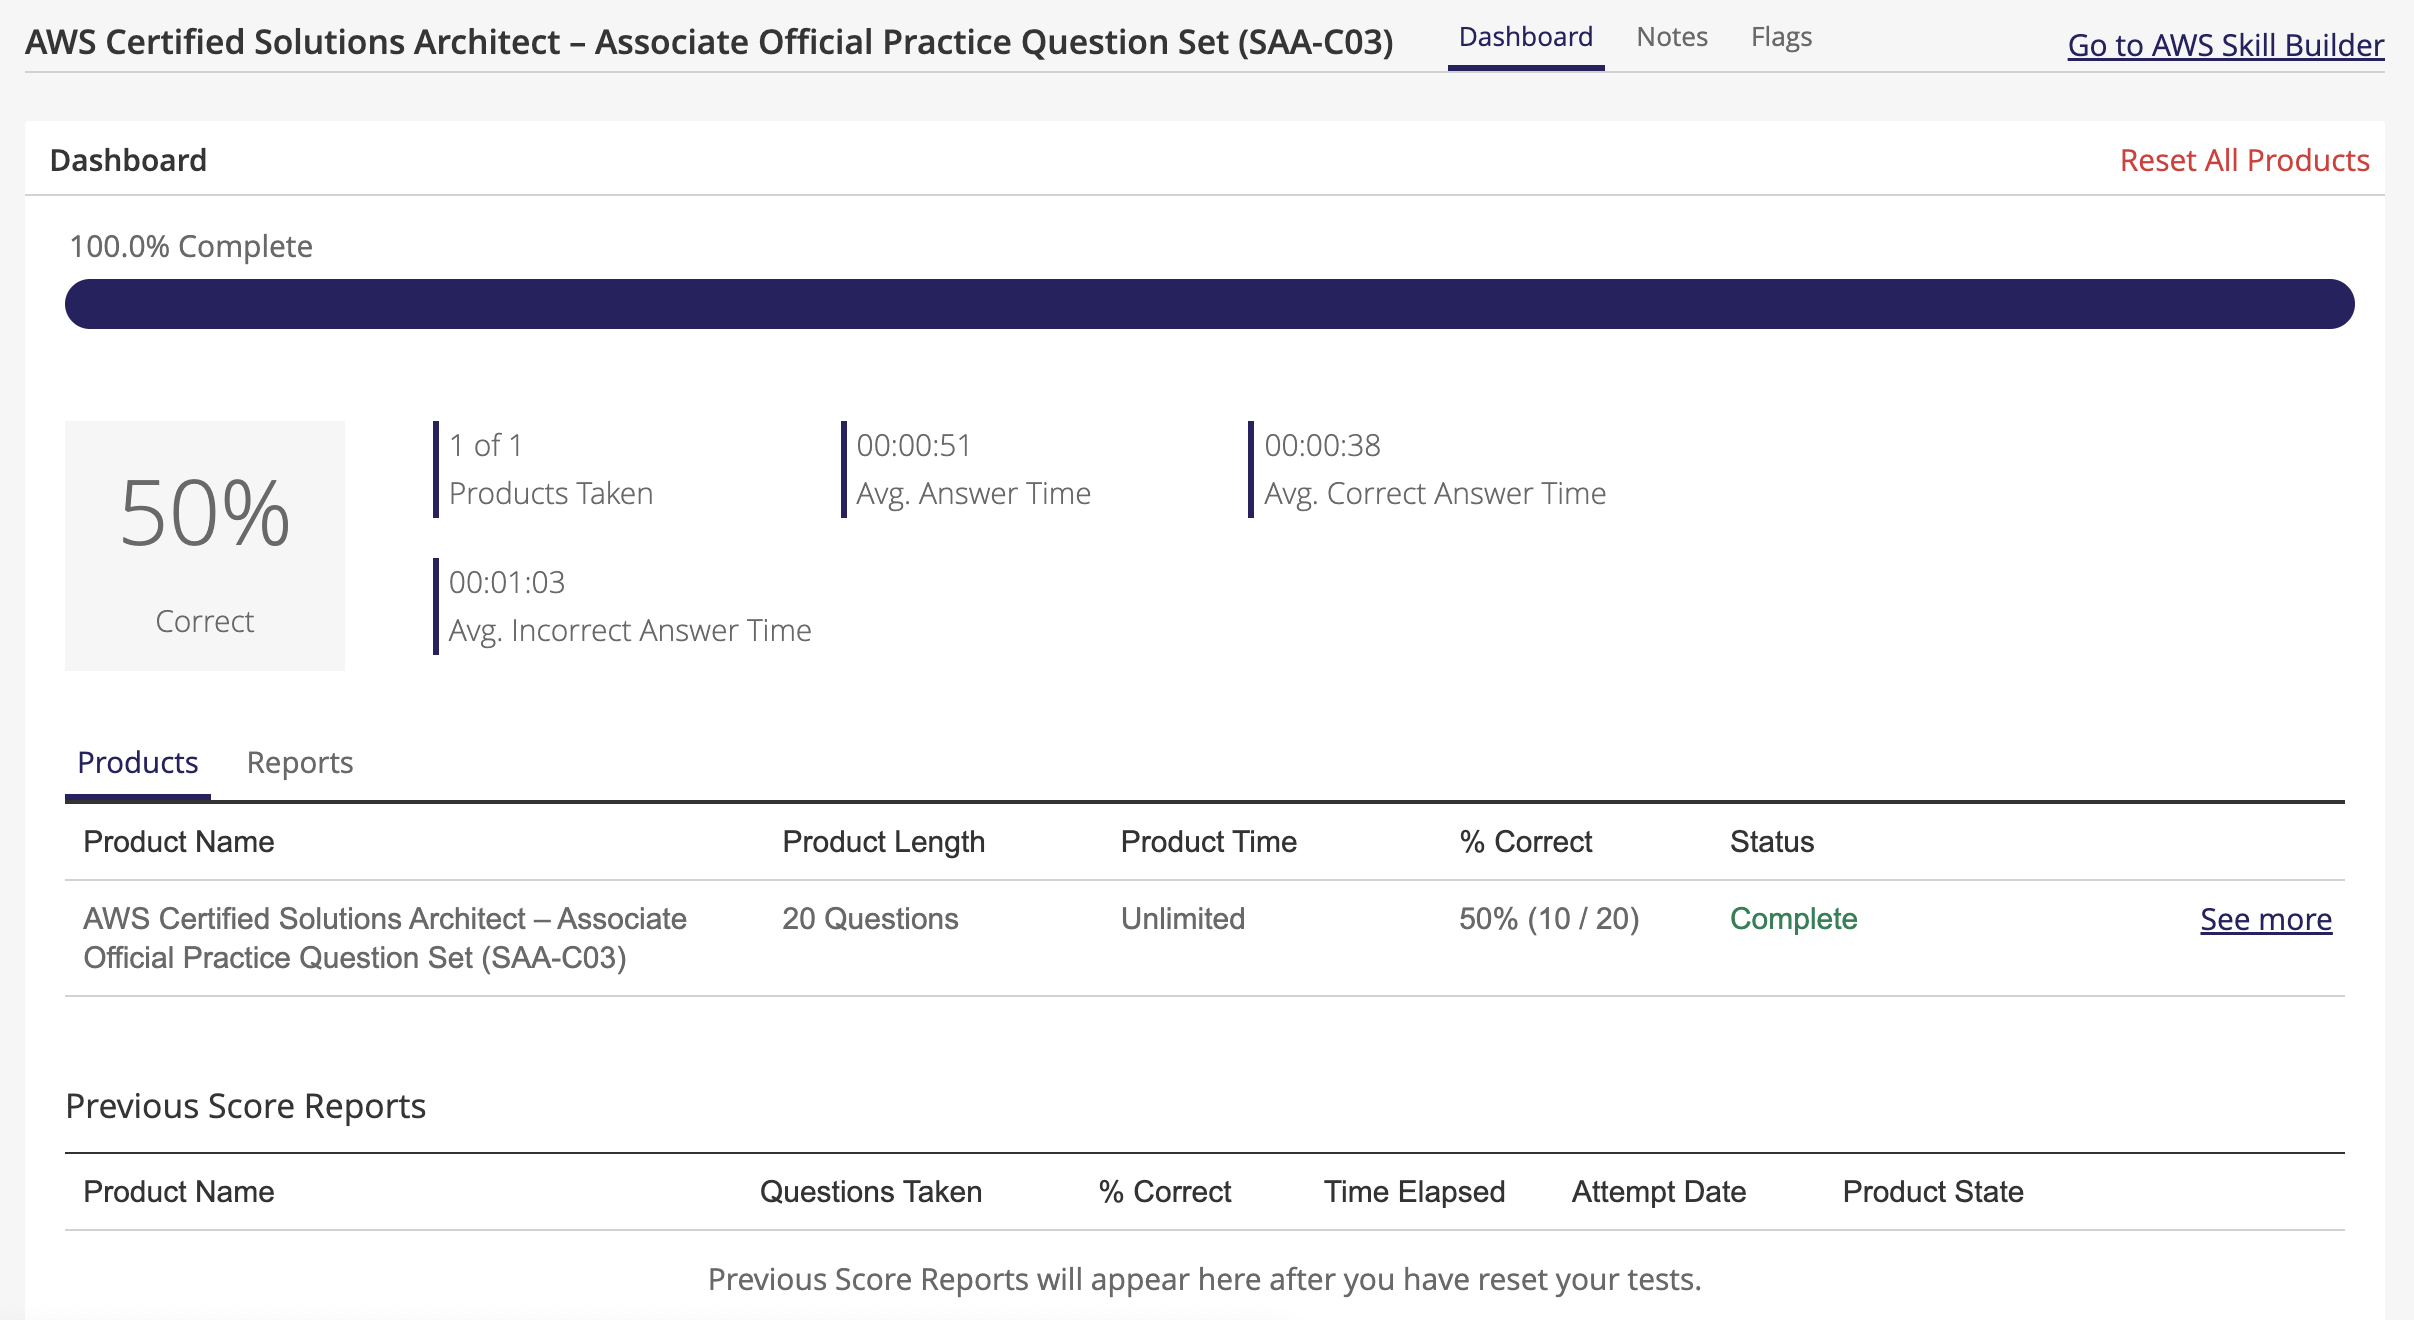 AWS Certified Solutions Architect – Associate Official Practice Question Set (SAA-C03)
Dashboard
Notes
Flags
Go to AWS Skill Builder
Dashboard
Reset All Products
100.0% Complete
50%
Correct
1 of 1
Products Taken
00:00:51
Avg. Answer Time
00:00:38
Avg. Correct Answer Time
00:01:03
Avg. Incorrect Answer Time
Products
Reports
Product Name
Product Length
Product Time
% Correct
Status
AWS Certified Solutions Architect – Associate
Official Practice Question Set (SAA-C03)
20 Questions
Unlimited
50% (10 / 20)
Complete
See more
Previous Score Reports
Product Name
Questions Taken
% Correct
Time Elapsed
Attempt Date
Product State
Previous Score Reports will appear here after you have reset your tests.